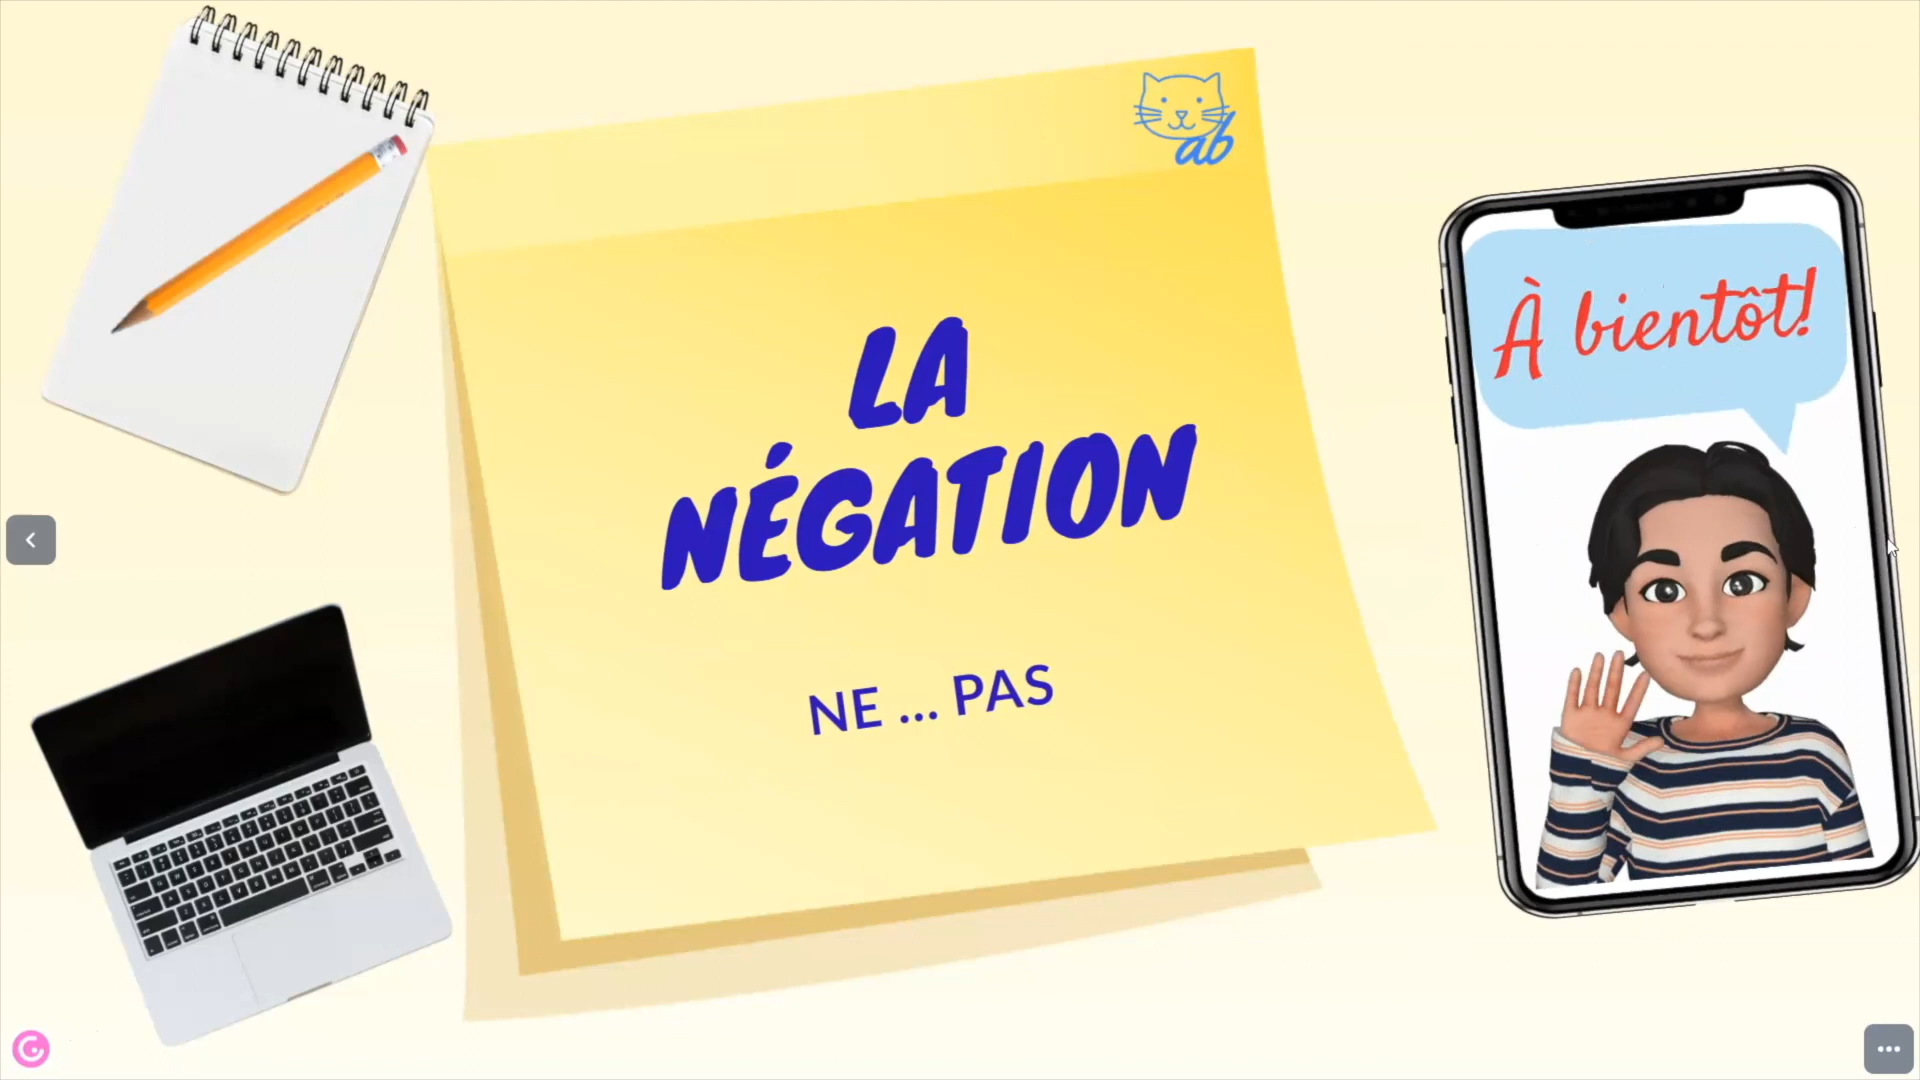 ab
LA
NÉGATION
NE ... PAS
À bientôt!